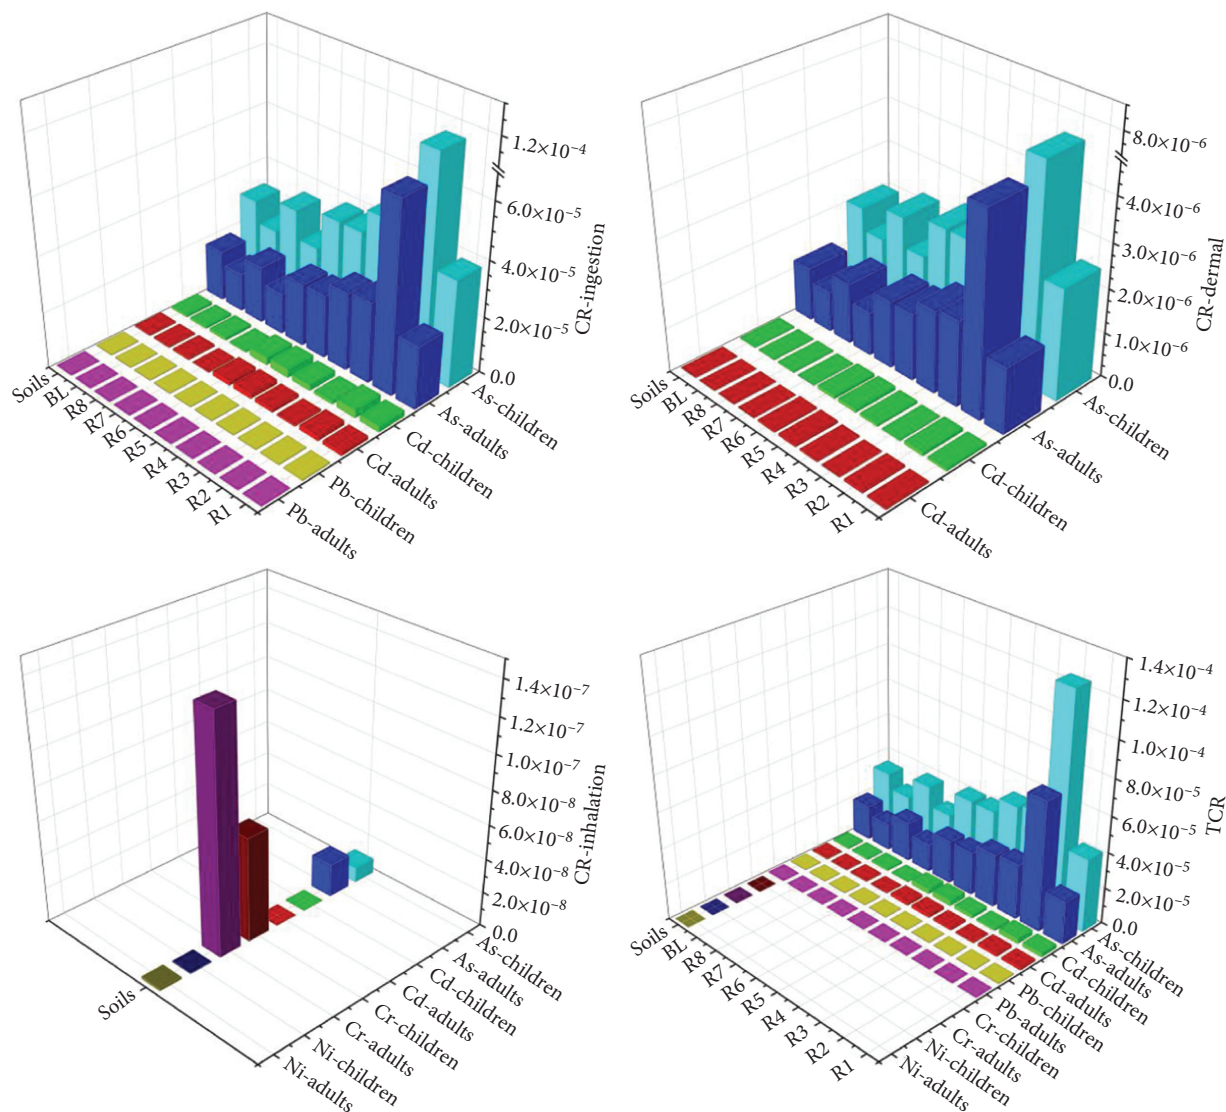 1.2×10⁻⁴
6.0×10⁻⁵
4.0×10⁻⁵
2.0×10⁻⁵
0.0
CR-ingestion
Soils
BL
R8
R7
R6
R5
R4
R3
R2
R1
As-children
As-adults
Cd-children
Cd-adults
Pb-children
Pb-adults
8.0×10⁻⁶
4.0×10⁻⁶
3.0×10⁻⁶
2.0×10⁻⁶
1.0×10⁻⁶
0.0
CR-dermal
Soils
BL
R8
R7
R6
R5
R4
R3
R2
R1
As-children
As-adults
Cd-children
Cd-adults
1.4×10⁻⁷
1.2×10⁻⁷
1.0×10⁻⁷
8.0×10⁻⁸
6.0×10⁻⁸
4.0×10⁻⁸
2.0×10⁻⁸
0.0
CR-inhalation
Soils
As-children
As-adults
Cd-children
Cd-adults
Cr-children
Cr-adults
Ni-children
Ni-adults
1.4×10⁻⁴
1.2×10⁻⁴
1.0×10⁻⁴
8.0×10⁻⁵
6.0×10⁻⁵
4.0×10⁻⁵
2.0×10⁻⁵
0.0
TCR
Soils
BL
R8
R7
R6
R5
R4
R3
R2
R1
As-children
As-adults
Cd-children
Cd-adults
Pb-children
Pb-adults
Cr-children
Cr-adults
Ni-children
Ni-adults